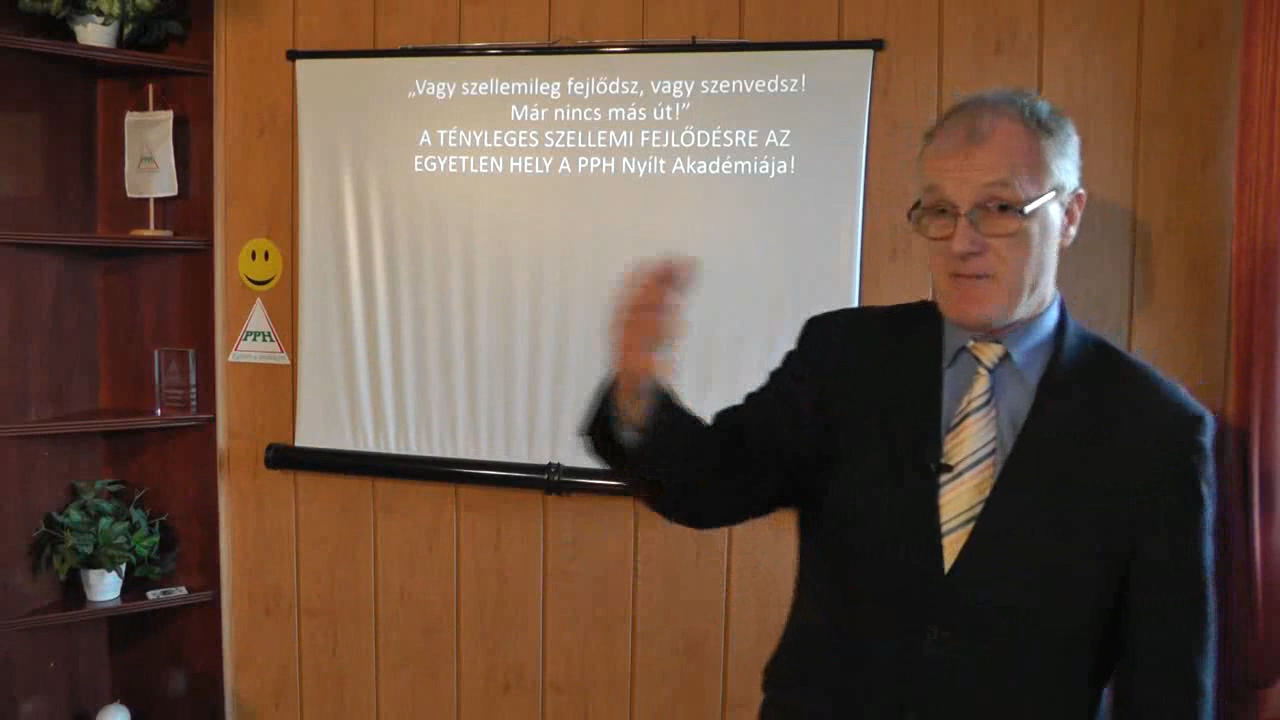 „Vagy szellemileg fejlődsz, vagy szenvedsz!
Már nincs más út!”
A TÉNYLEGES SZELLEMI FEJLŐDÉSRE AZ
EGYETLEN HELY A PPH Nyílt Akadémiája!
PPH